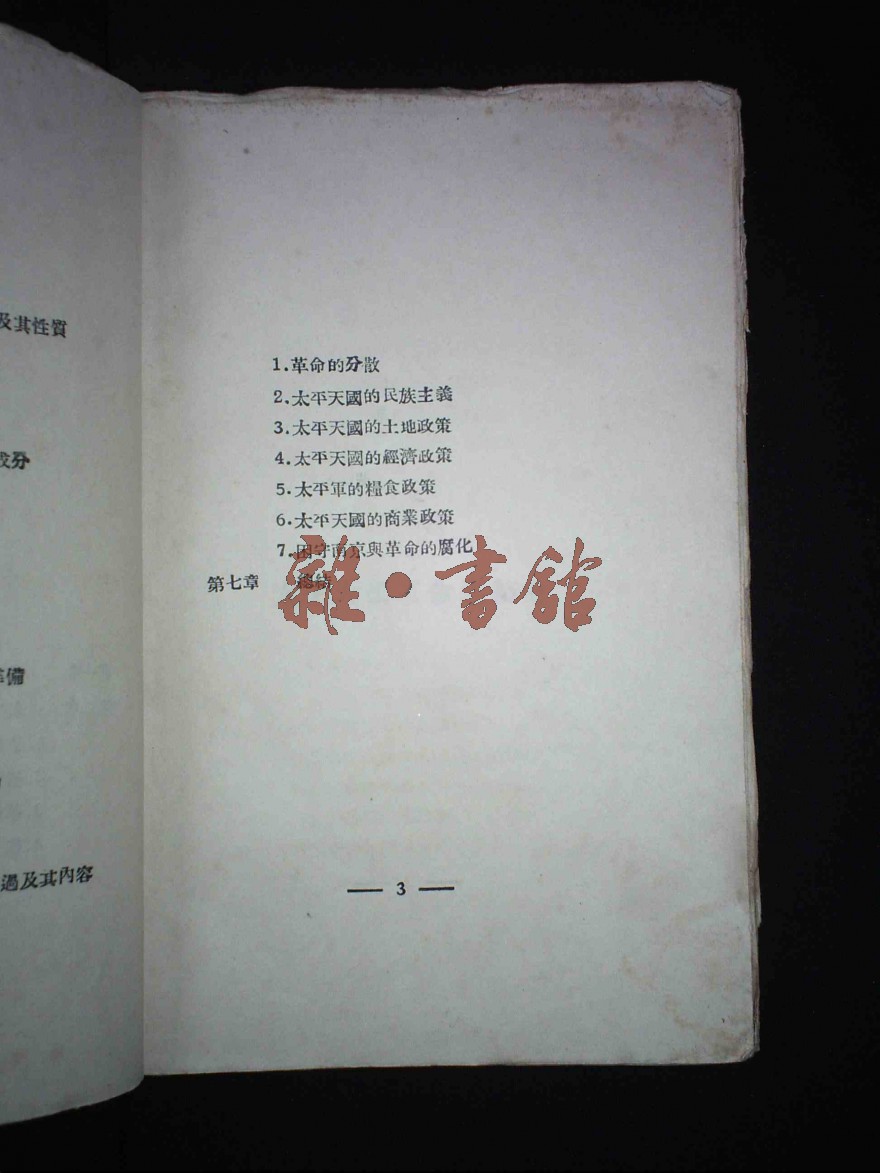 及其性質
分
備
過及其內容
1.革命的分散
2.太平天國的民族主義
3.太平天國的土地政策
4.太平天國的經濟政策
5.太平軍的糧食政策
6.太平天國的商業政策
7.困守南京與革命的腐化
第七章 總結
雜·書館
— 3 —